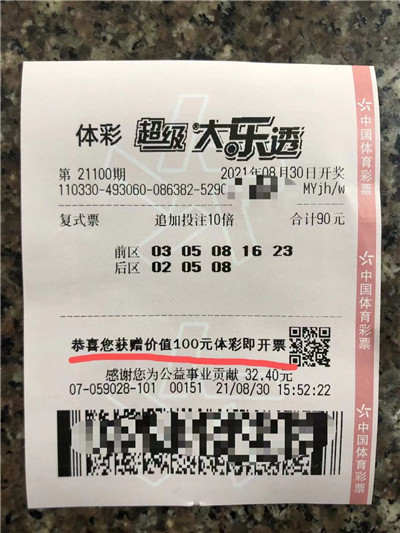 体彩 超级大乐透
第 21100期 2021年08月30日开奖
110330-493060-086382-529 MYjh/w
复式票 追加投注10倍 合计90元
前区 03 05 08 16 23
后区 02 05 08
恭喜您获赠价值100元体彩即开票
感谢您为公益事业贡献 32.40元
07-059028-101 00151 21/08/30 15:52:22
中国体育彩票
中国体育彩票
中国体育彩票